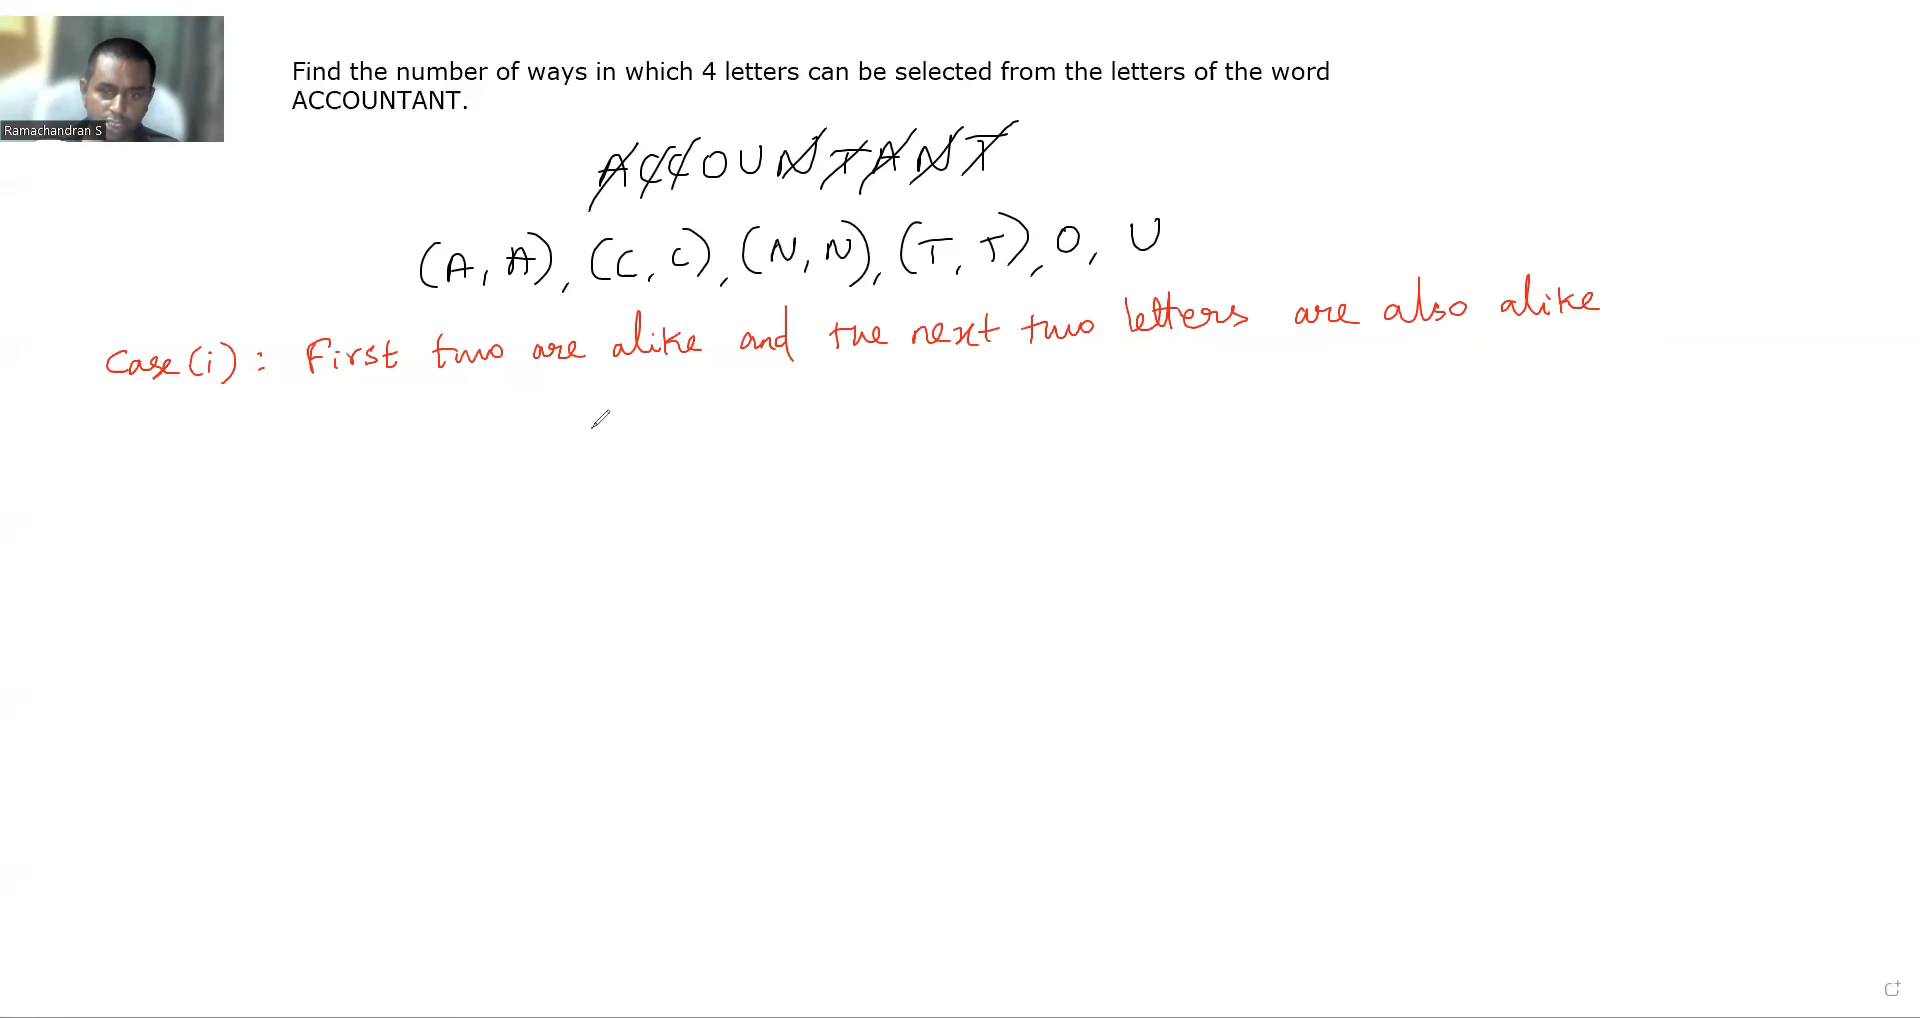 Find the number of ways in which 4 letters can be selected from the letters of the word
ACCOUNTANT.
Ramachandran S
ACCOUNTANT
(A, A), (C, C), (N, N), (T, T), O, U
Case (i) : First two are alike and the next two letters are also alike